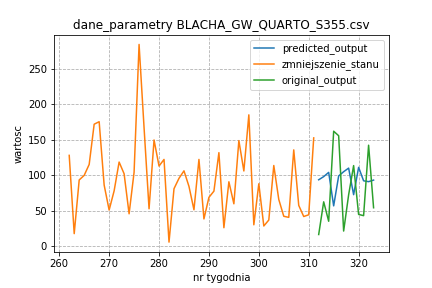 dane_parametry BLACHA_GW_QUARTO_S355.csv
predicted_output
zmniejszenie_stanu
original_output
wartosc
250
200
150
100
50
0
260 270 280 290 300 310 320
nr tygodnia